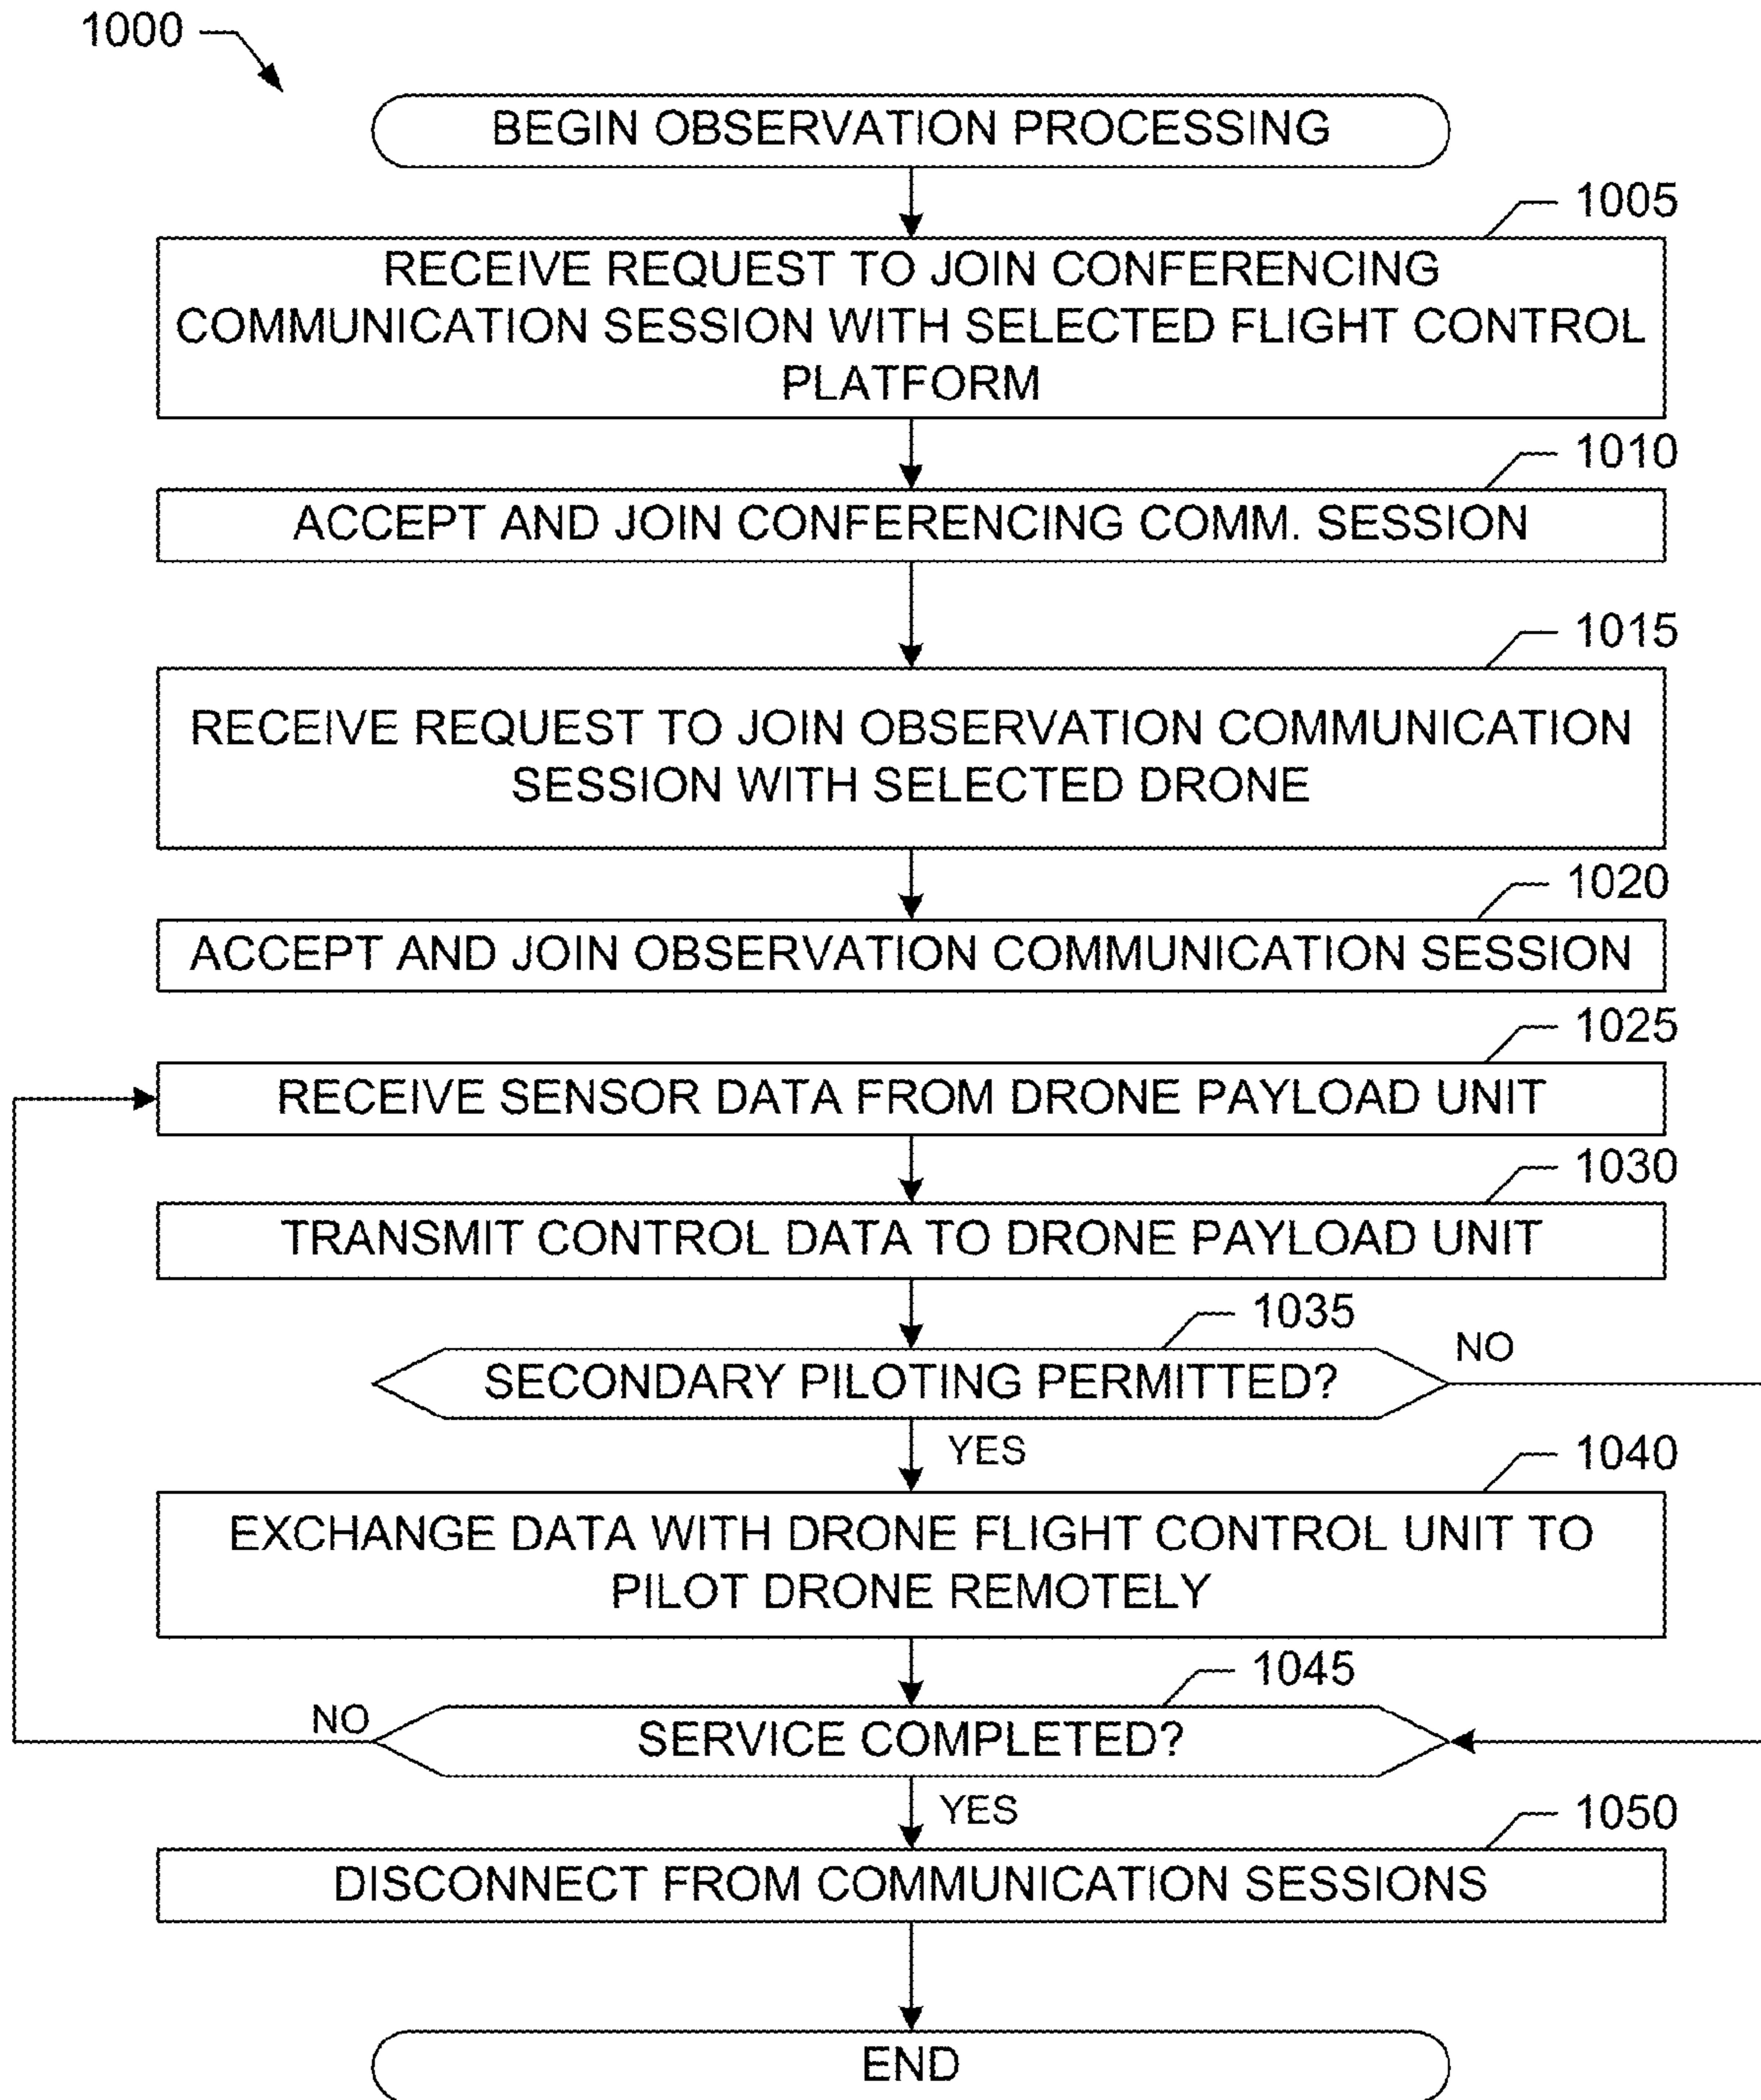 1000
BEGIN OBSERVATION PROCESSING
1005
RECEIVE REQUEST TO JOIN CONFERENCING
COMMUNICATION SESSION WITH SELECTED FLIGHT CONTROL
PLATFORM
1010
ACCEPT AND JOIN CONFERENCING COMM. SESSION
1015
RECEIVE REQUEST TO JOIN OBSERVATION COMMUNICATION
SESSION WITH SELECTED DRONE
1020
ACCEPT AND JOIN OBSERVATION COMMUNICATION SESSION
1025
RECEIVE SENSOR DATA FROM DRONE PAYLOAD UNIT
1030
TRANSMIT CONTROL DATA TO DRONE PAYLOAD UNIT
1035
SECONDARY PILOTING PERMITTED?
NO
YES
1040
EXCHANGE DATA WITH DRONE FLIGHT CONTROL UNIT TO
PILOT DRONE REMOTELY
1045
NO
SERVICE COMPLETED?
YES
1050
DISCONNECT FROM COMMUNICATION SESSIONS
END